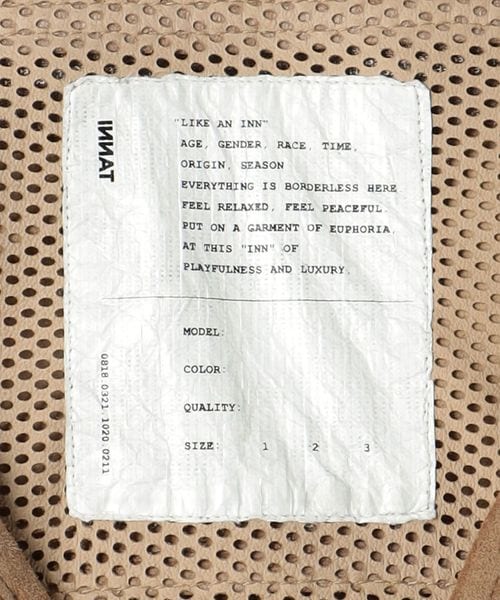 INNAT
"LIKE AN INN"
AGE, GENDER, RACE, TIME,
ORIGIN, SEASON
EVERYTHING IS BORDERLESS HERE
FEEL RELAXED, FEEL PEACEFUL.
PUT ON A GARMENT OF EUPHORIA,
AT THIS "INN" OF
PLAYFULNESS AND LUXURY.
MODEL:
COLOR:
QUALITY:
SIZE: 1 2 3
0818.0321.1020.0211